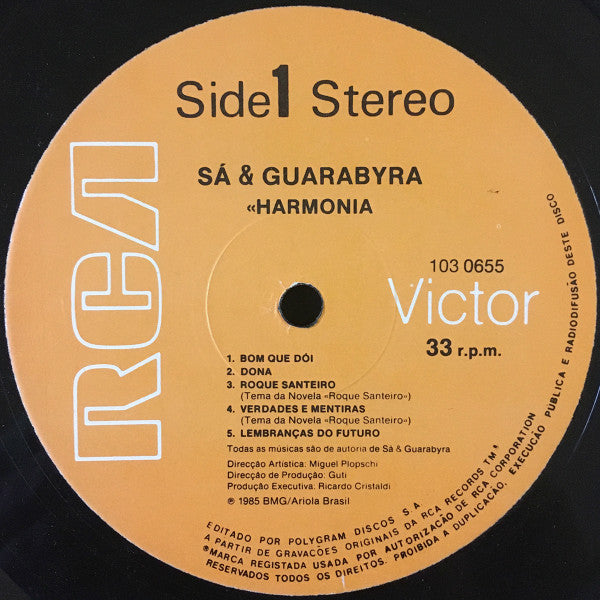 Side 1 Stereo
RCA
SÁ & GUARABYRA
«HARMONIA
103 0655
Victor
33 r.p.m.
1. BOM QUE DÓI
2. DONA
3. ROQUE SANTEIRO
(Tema da Novela «Roque Santeiro»)
4. VERDADES E MENTIRAS
(Tema da Novela «Roque Santeiro»)
5. LEMBRANÇAS DO FUTURO
Todas as músicas são de autoria de Sá & Guarabyra
Direcção Artística: Miguel Plopschi
Direcção de Produção: Guti
Produção Executiva: Ricardo Cristaldi
℗ 1985 BMG/Ariola Brasil
EDITADO POR POLYGRAM DISCOS S.A.
A PARTIR DE GRAVAÇÕES ORIGINAIS DA RCA RECORDS TM*
*MARCA REGISTADA USADA POR AUTORIZAÇÃO DE RCA CORPORATION
RESERVADOS TODOS OS DIREITOS. PROIBIDA A DUPLICAÇÃO, EXECUÇÃO PUBLICA E RADIODIFUSÃO DESTE DISCO